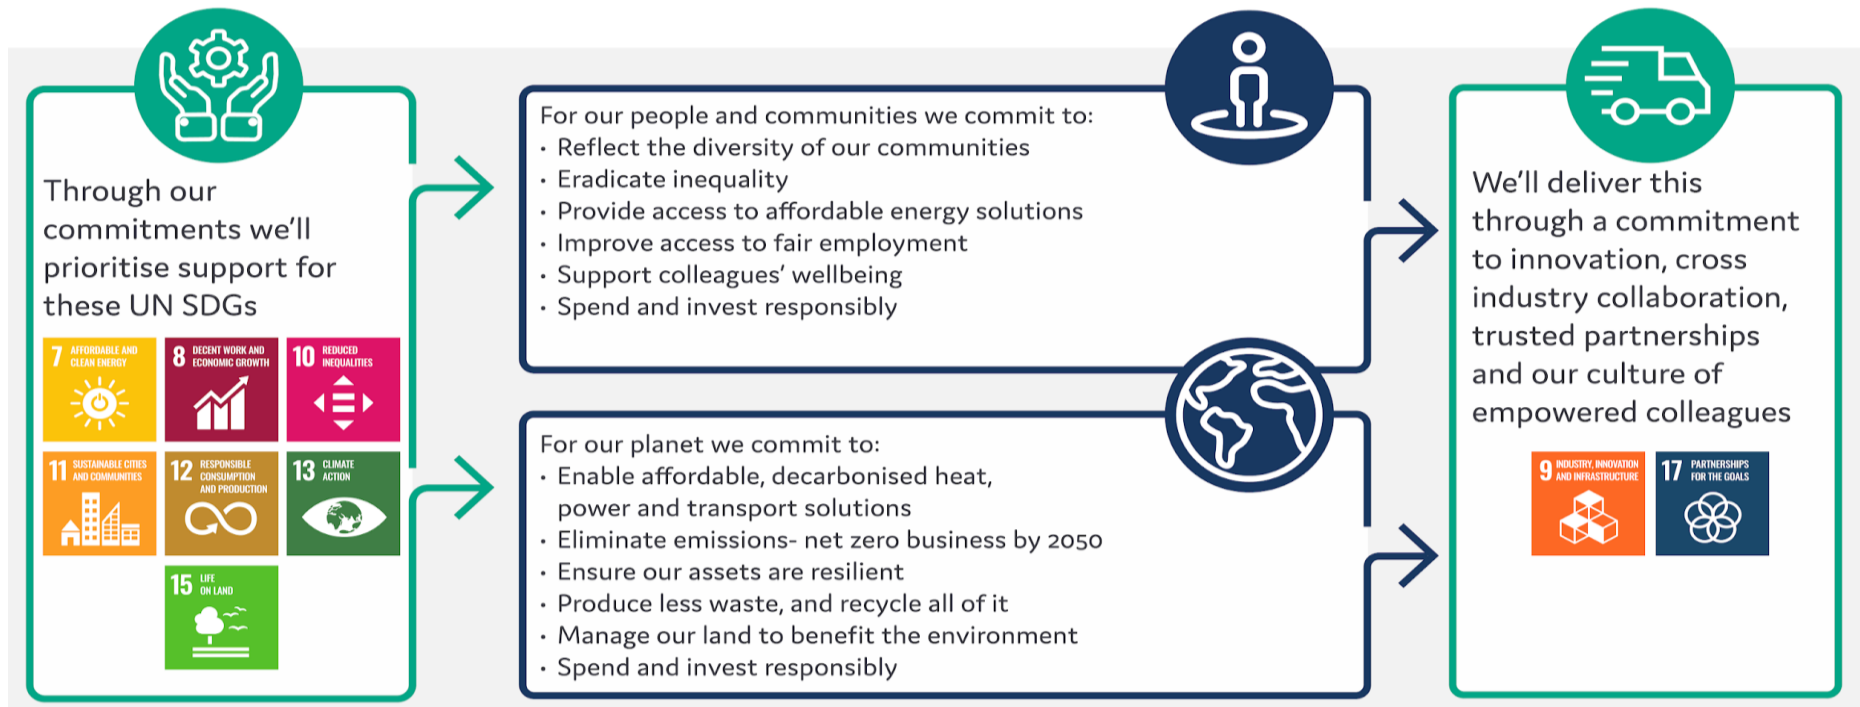 Through our
commitments we'll
prioritise support for
these UN SDGs
7 AFFORDABLE AND
CLEAN ENERGY
8 DECENT WORK AND
ECONOMIC GROWTH
10 REDUCED
INEQUALITIES
11 SUSTAINABLE CITIES
AND COMMUNITIES
12 RESPONSIBLE
CONSUMPTION
AND PRODUCTION
13 CLIMATE
ACTION
15 LIFE
ON LAND
For our people and communities we commit to:
· Reflect the diversity of our communities
· Eradicate inequality
· Provide access to affordable energy solutions
· Improve access to fair employment
· Support colleagues' wellbeing
· Spend and invest responsibly
For our planet we commit to:
· Enable affordable, decarbonised heat,
power and transport solutions
· Eliminate emissions- net zero business by 2050
· Ensure our assets are resilient
· Produce less waste, and recycle all of it
· Manage our land to benefit the environment
· Spend and invest responsibly
We'll deliver this
through a commitment
to innovation, cross
industry collaboration,
trusted partnerships
and our culture of
empowered colleagues
9 INDUSTRY, INNOVATION
AND INFRASTRUCTURE
17 PARTNERSHIPS
FOR THE GOALS